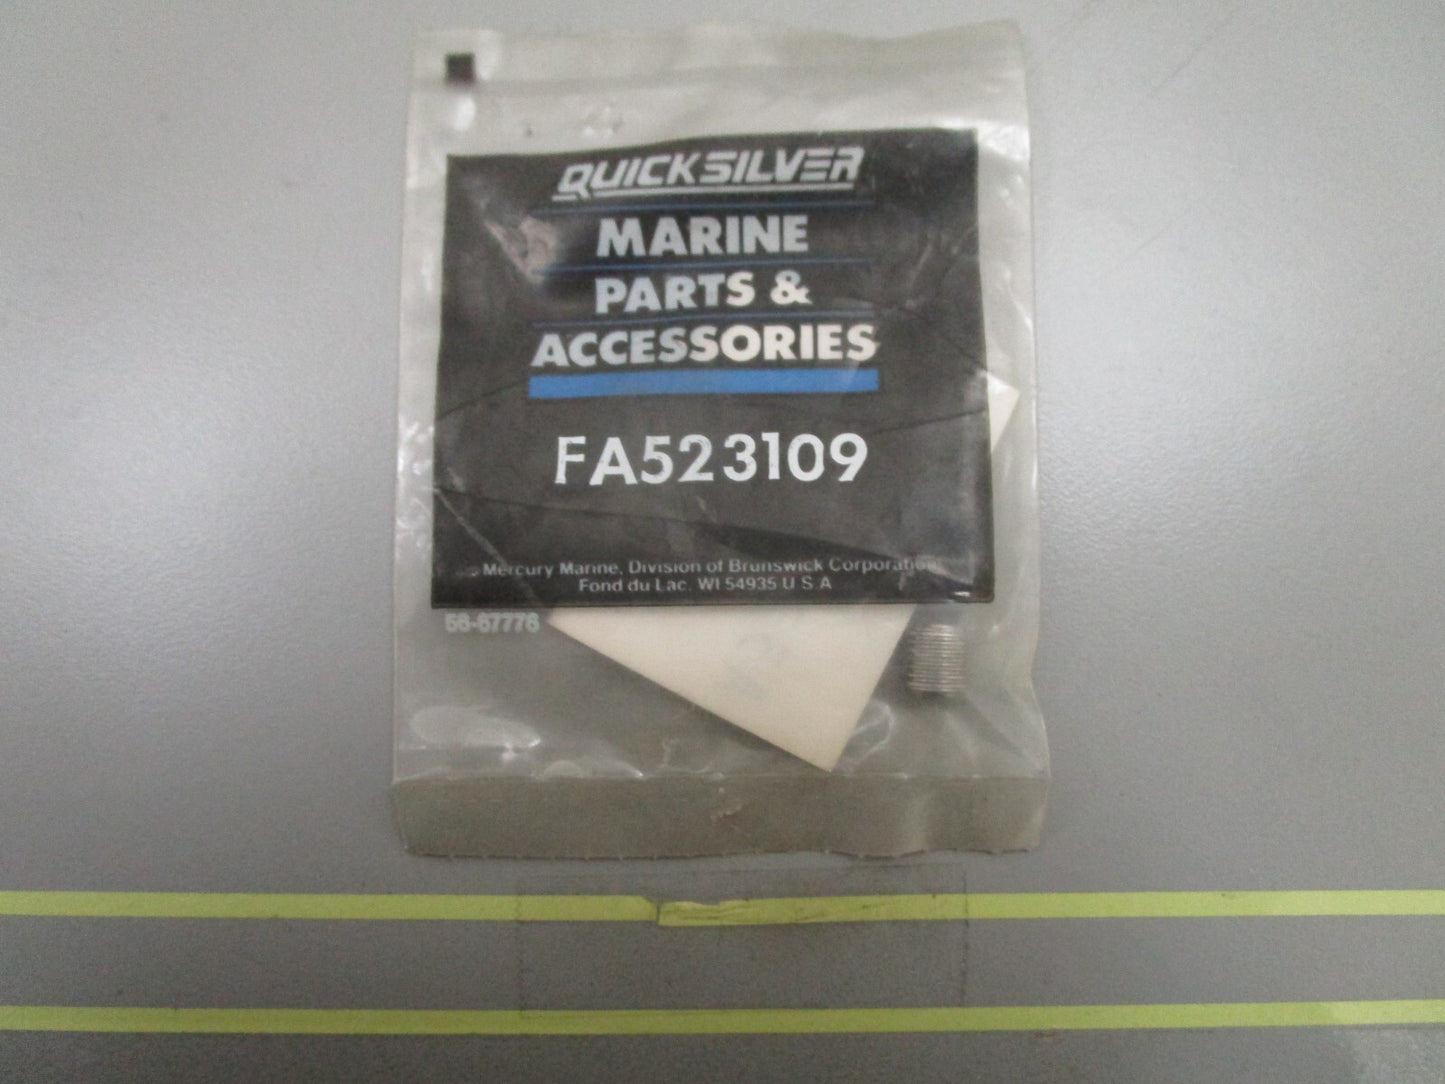 QUICKSILVER
MARINE
PARTS &
ACCESSORIES
FA523109
Mercury Marine, Division of Brunswick Corporation
Fond du Lac, WI 54935 U S A